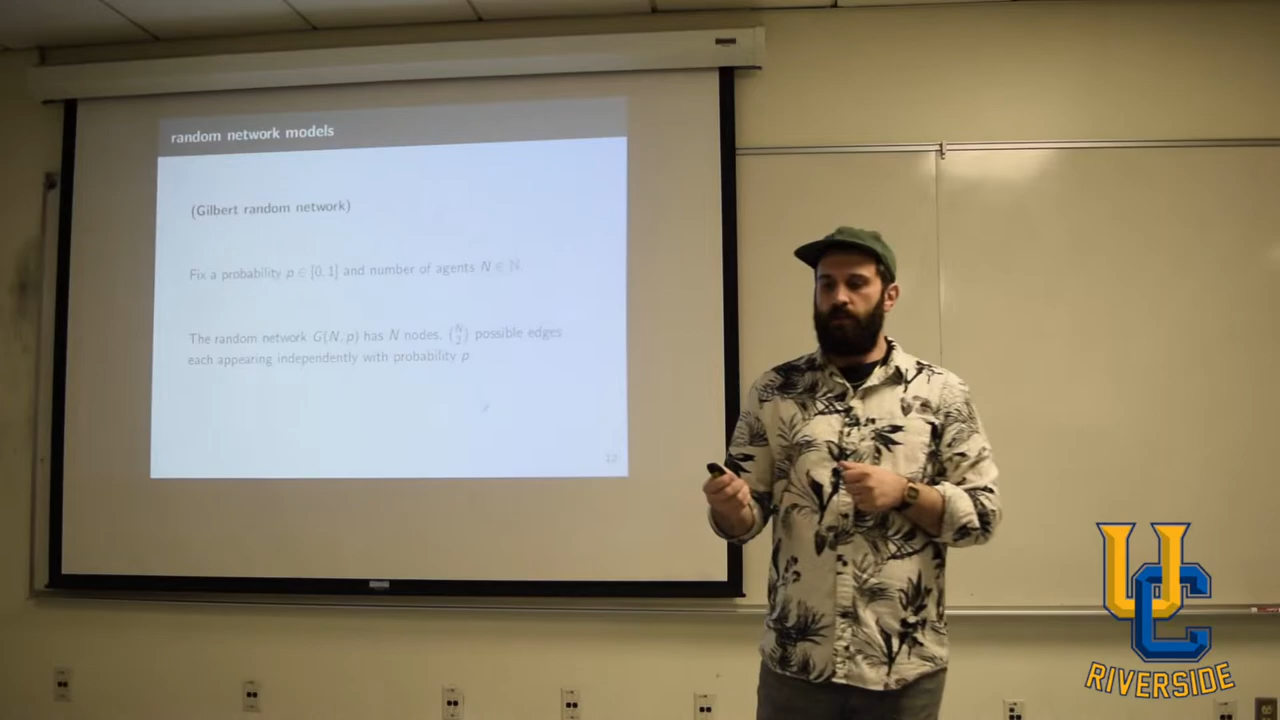 random network models
(Gilbert random network)
Fix a probability p ∈ [0, 1] and number of agents N ∈ ℕ
The random network G(N, p) has N nodes, (N 2) possible edges
each appearing independently with probability p
12
UC
RIVERSIDE